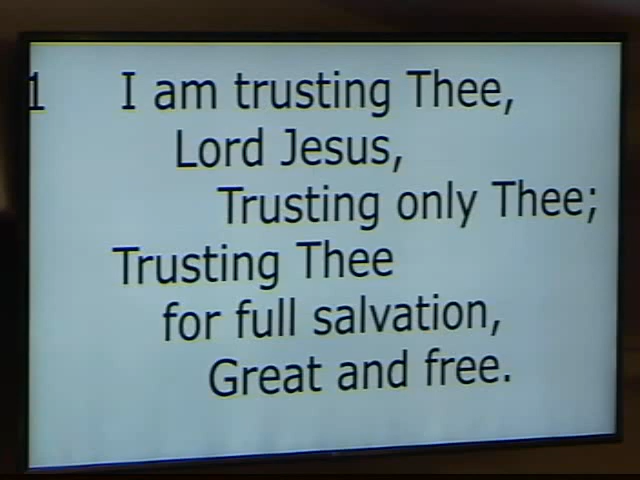 1 I am trusting Thee,
Lord Jesus,
Trusting only Thee;
Trusting Thee
for full salvation,
Great and free.